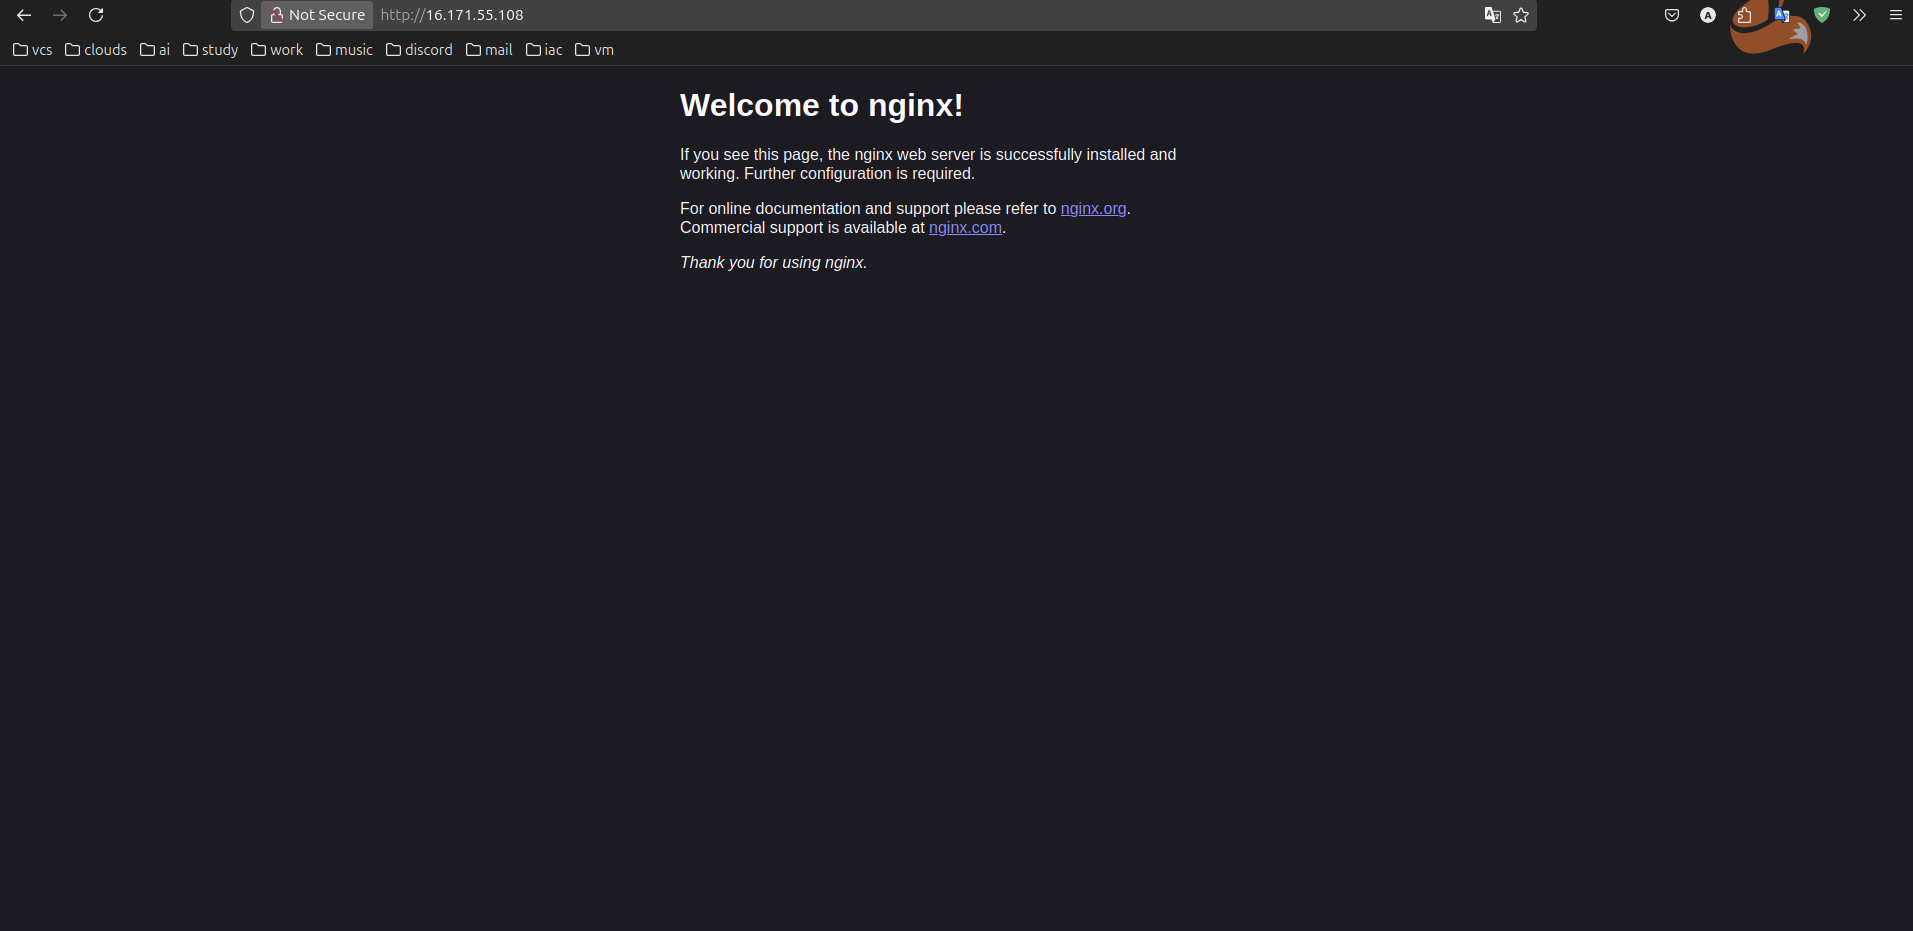 Not Secure http://16.171.55.108
A
vcs clouds ai study work music discord mail iac vm
Welcome to nginx!
If you see this page, the nginx web server is successfully installed and
working. Further configuration is required.
For online documentation and support please refer to nginx.org.
Commercial support is available at nginx.com.
Thank you for using nginx.